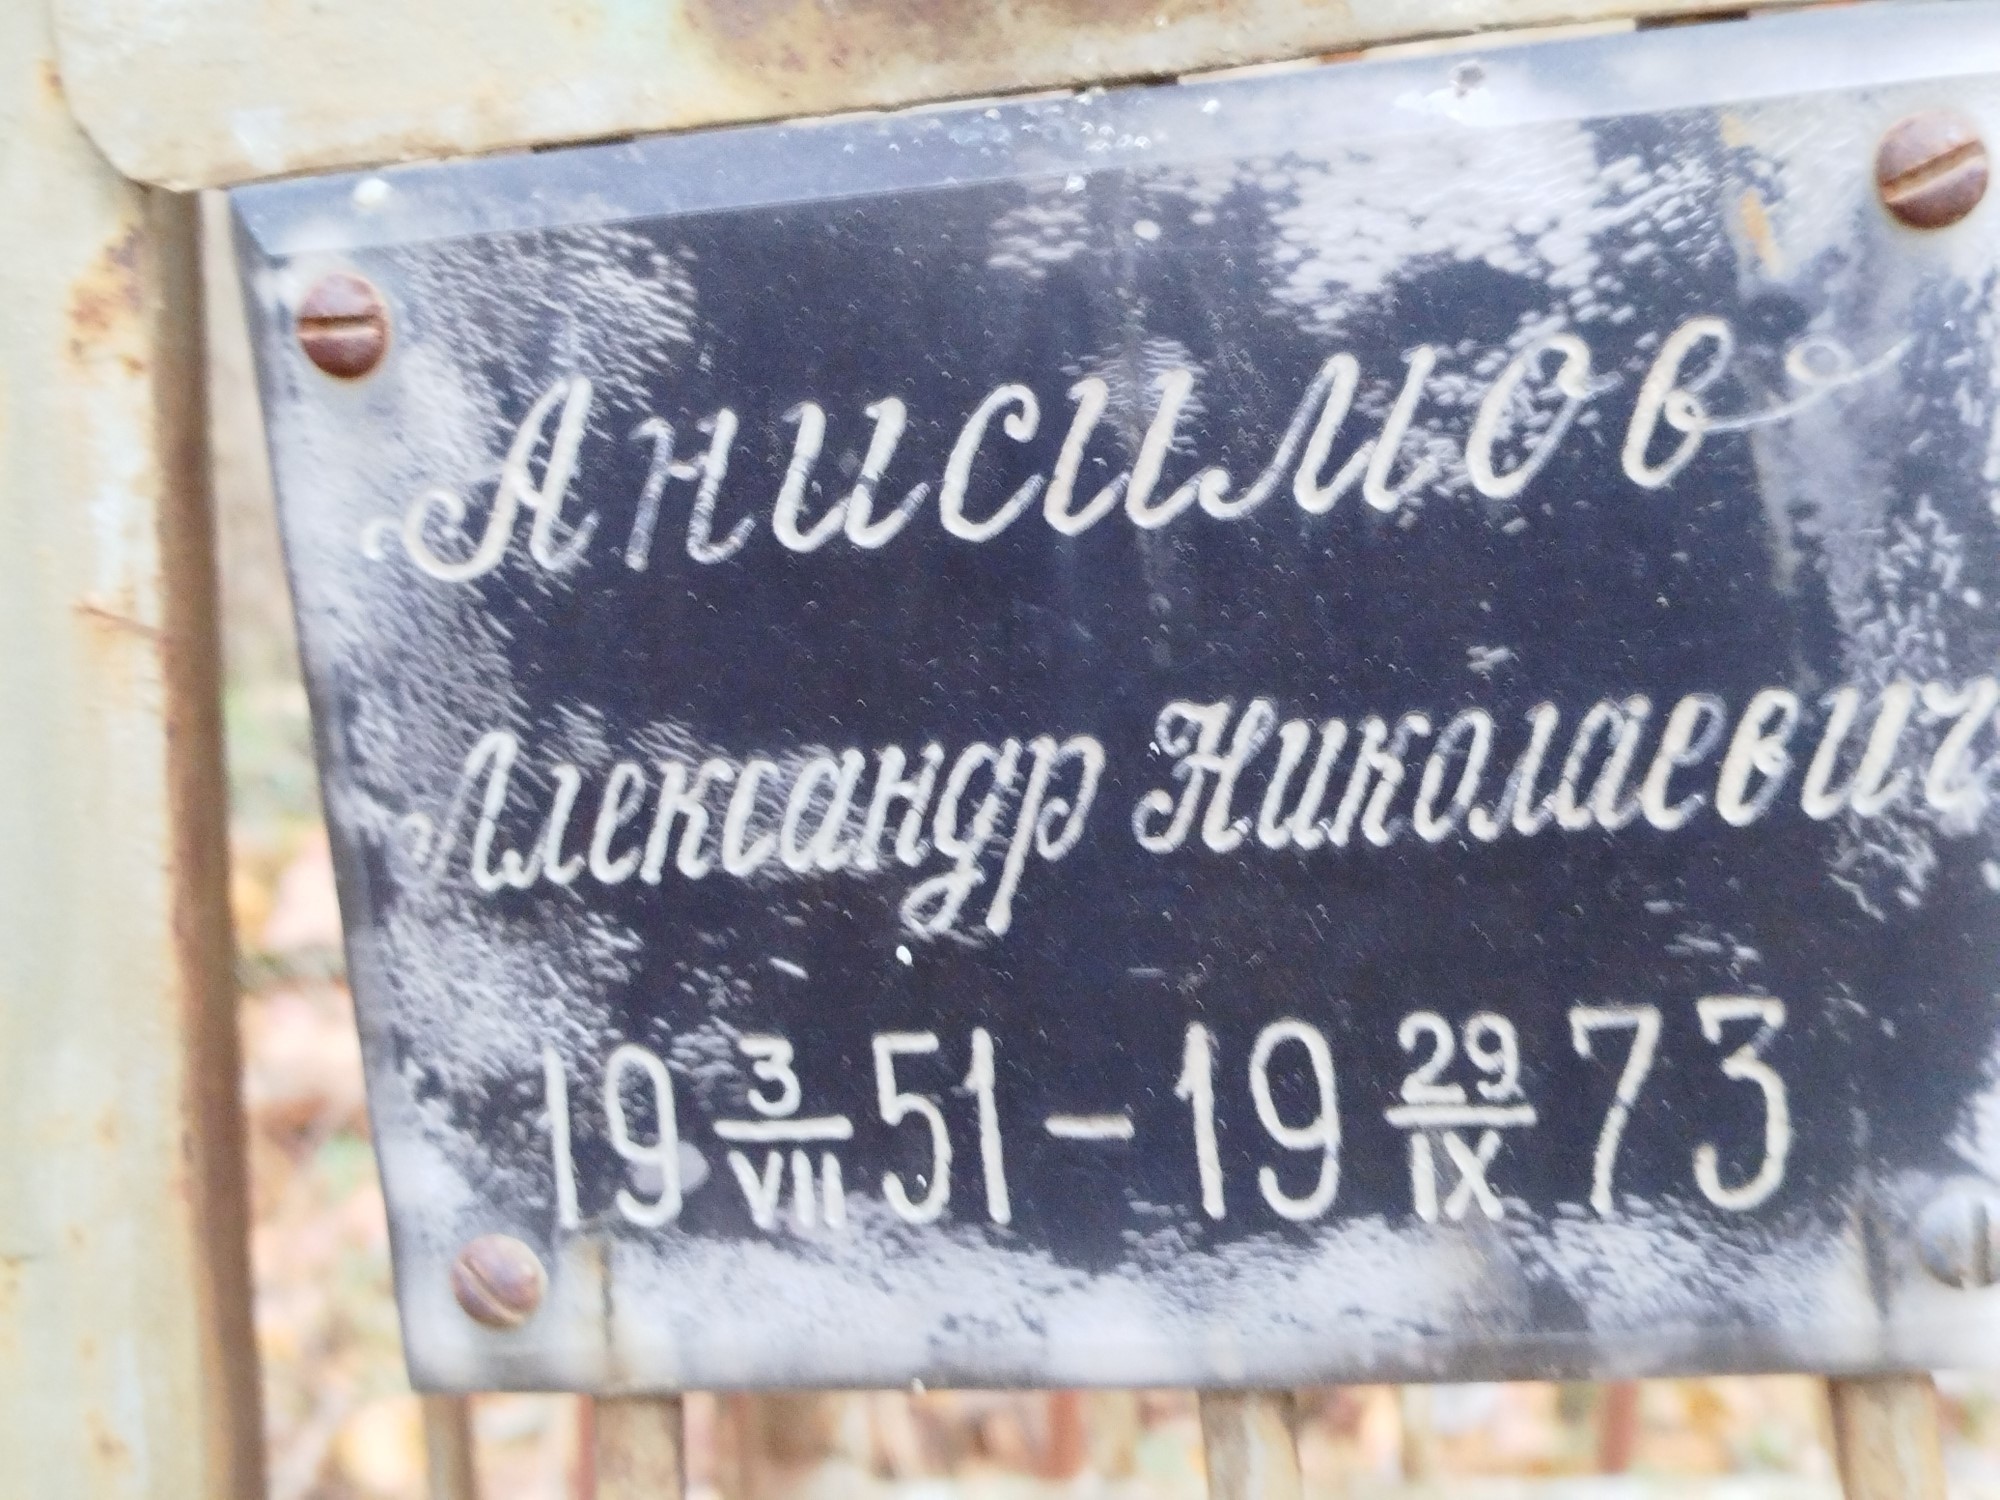 Анисимов
Александр Николаевич
19 3/VII 51 - 19 29/IX 73